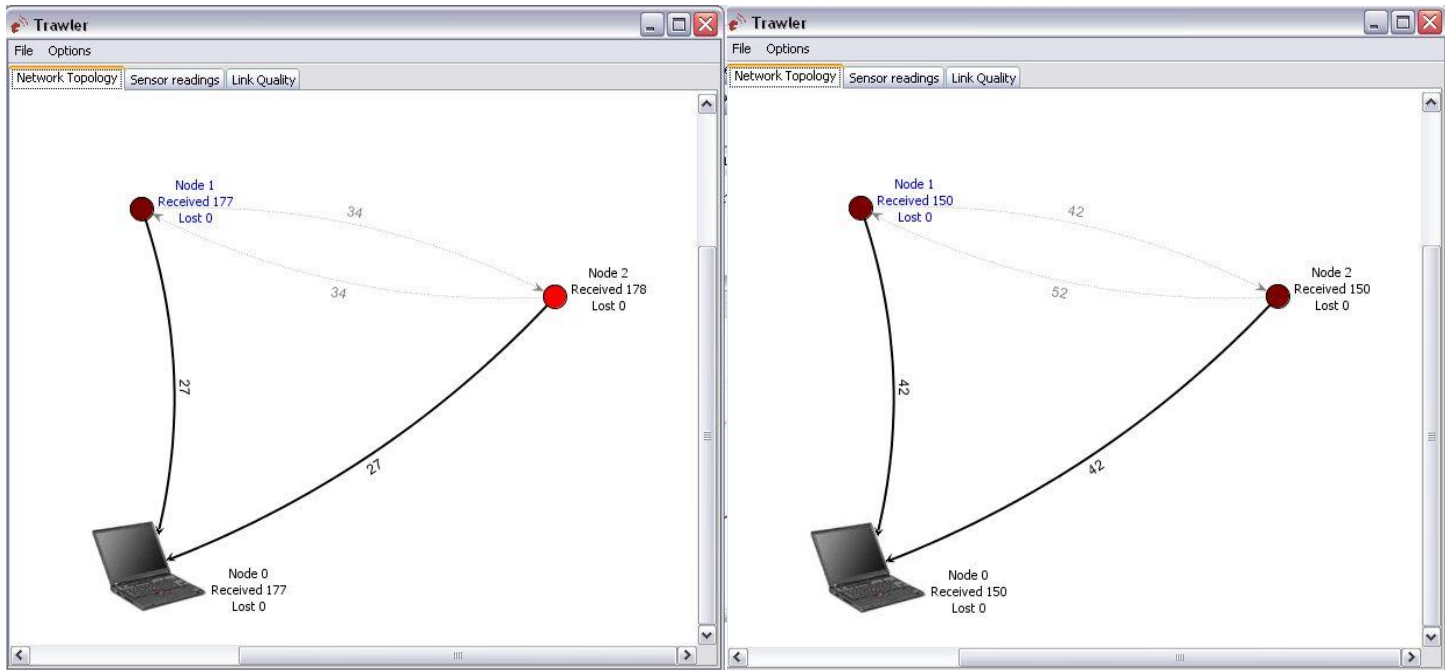 Trawler
File Options
Network Topology Sensor readings Link Quality
Node 1
Received 177
Lost 0
34
34
Node 2
Received 178
Lost 0
27
27
Node 0
Received 177
Lost 0
Trawler
File Options
Network Topology Sensor readings Link Quality
Node 1
Received 150
Lost 0
42
52
Node 2
Received 150
Lost 0
42
42
Node 0
Received 150
Lost 0